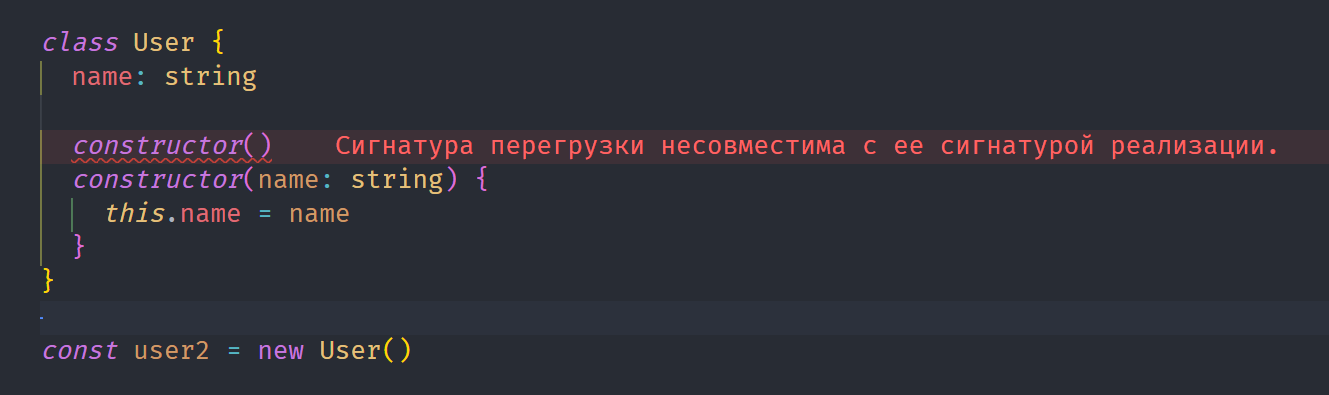 class User {
  name: string
  constructor()    Сигнатура перегрузки несовместима с ее сигнатурой реализации.
  constructor(name: string) {
    this.name = name
  }
}
const user2 = new User()